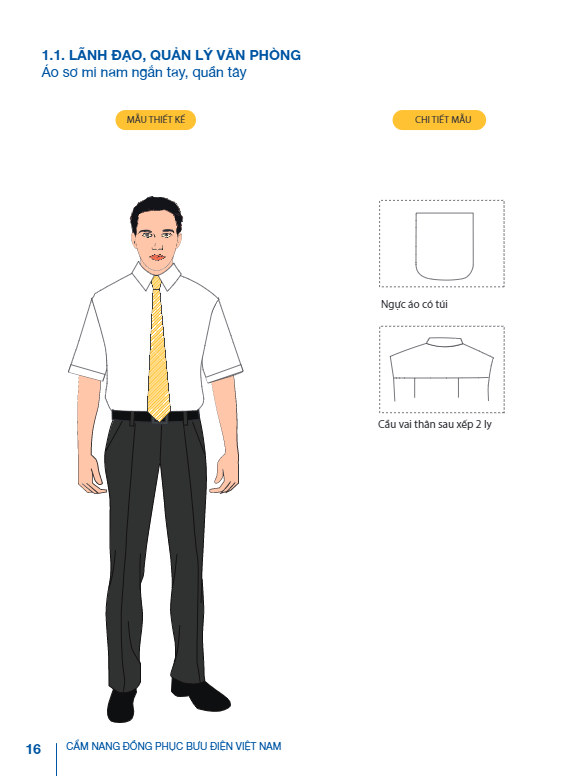 1.1. LÃNH ĐẠO, QUẢN LÝ VĂN PHÒNG
Áo sơ mi nam ngắn tay, quần tây
MẪU THIẾT KẾ
CHI TIẾT MẪU
Ngực áo có túi
Cầu vai thân sau xếp 2 ly
16
CẨM NANG ĐỒNG PHỤC BƯU ĐIỆN VIỆT NAM